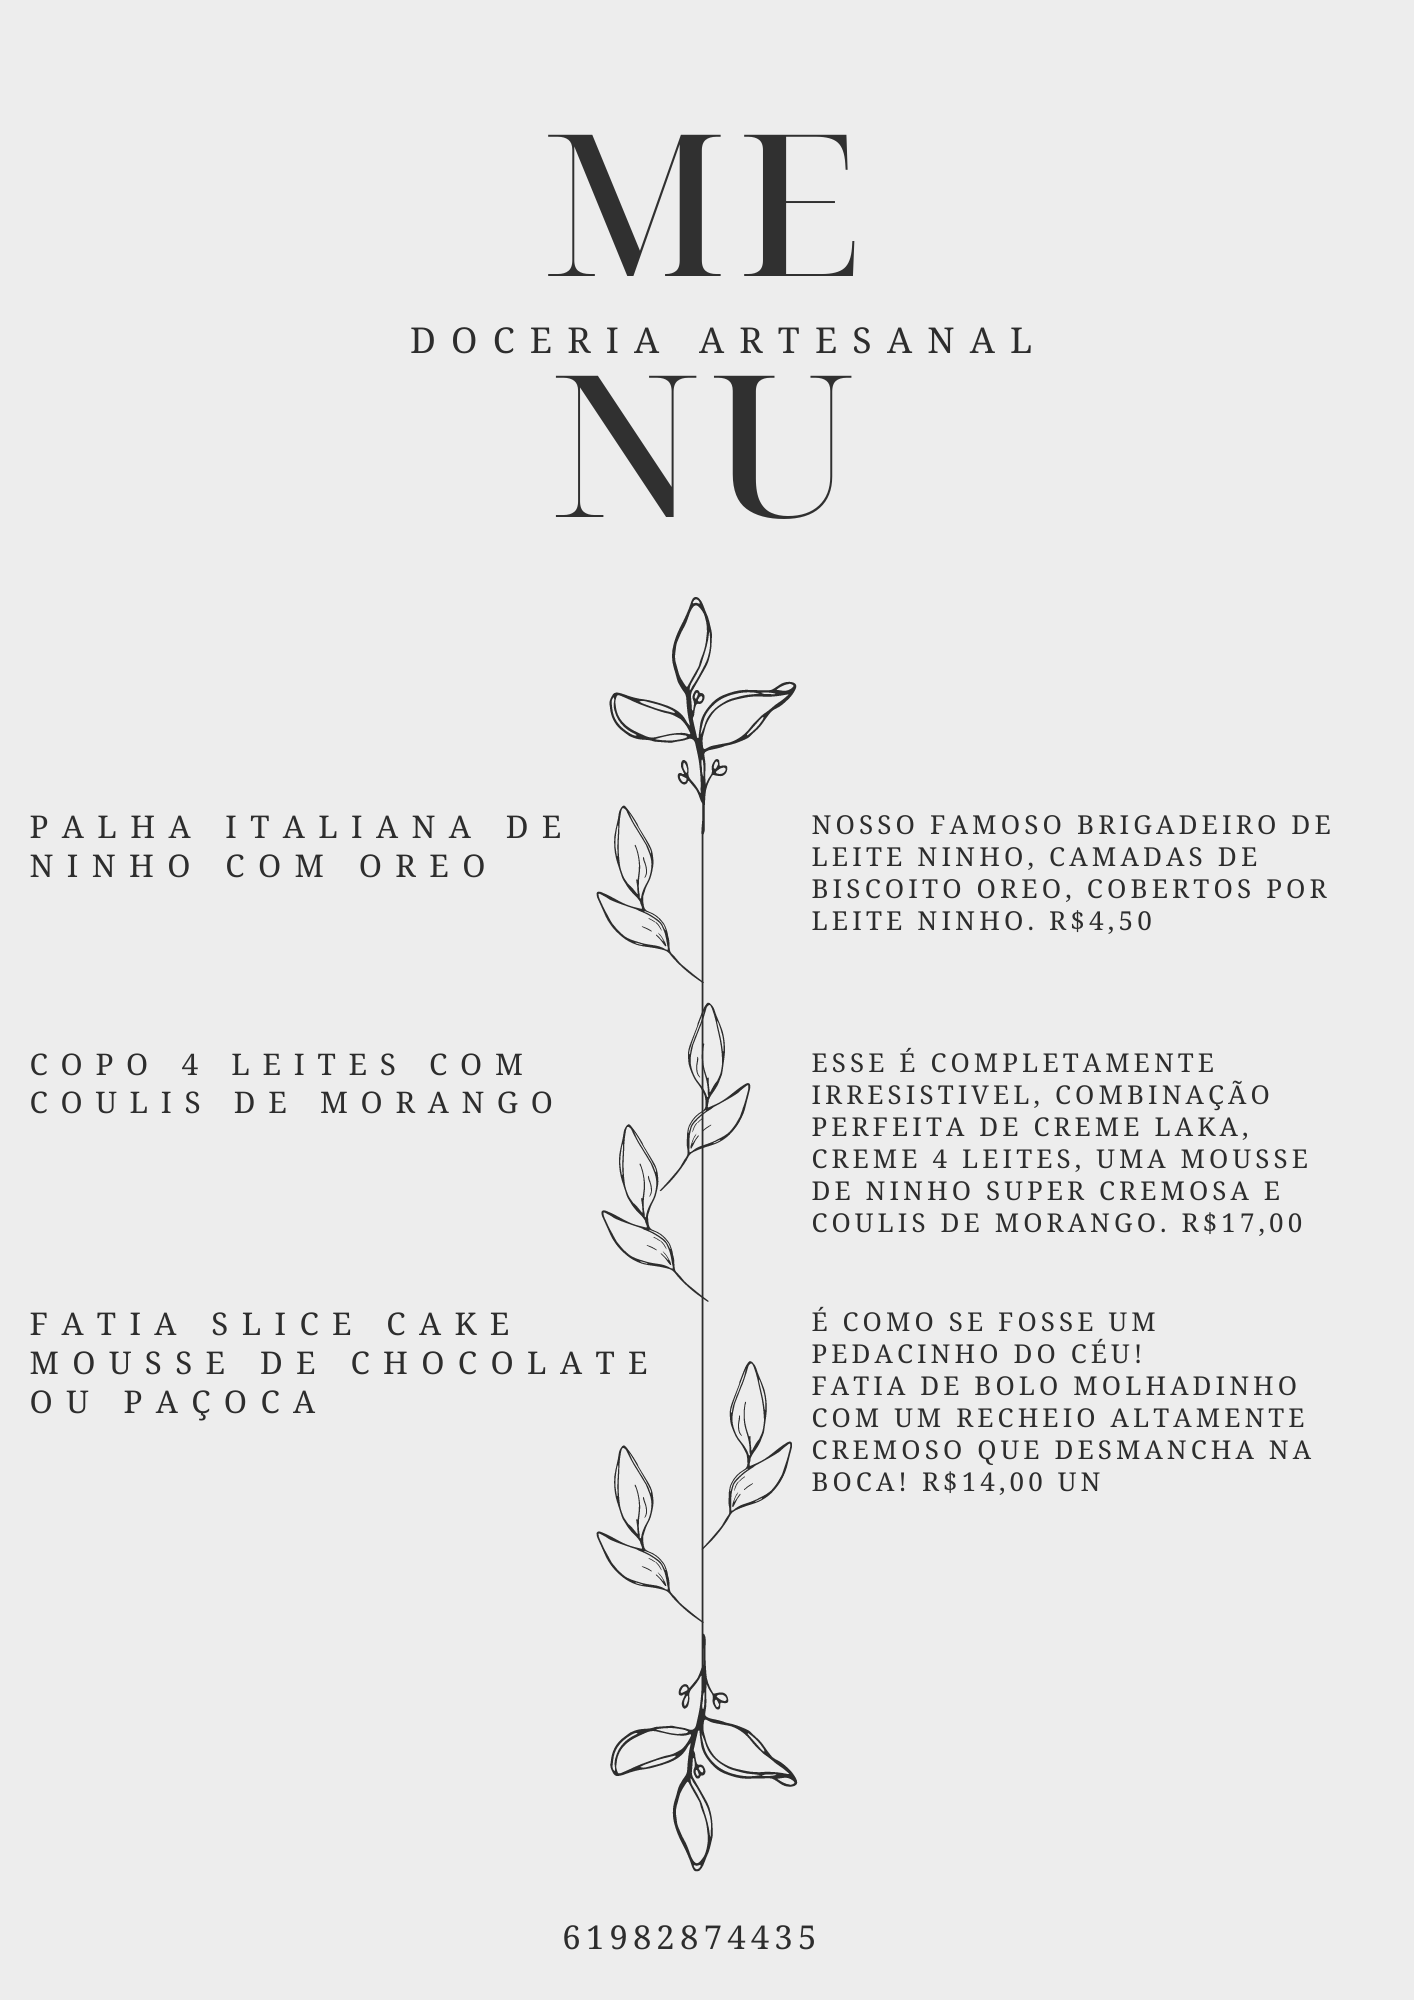 ME
DOCERIA ARTESANAL
NU
PALHA ITALIANA DE
NINHO COM OREO
NOSSO FAMOSO BRIGADEIRO DE
LEITE NINHO, CAMADAS DE
BISCOITO OREO, COBERTOS POR
LEITE NINHO. R$4,50
COPO 4 LEITES COM
COULIS DE MORANGO
ESSE É COMPLETAMENTE
IRRESISTIVEL, COMBINAÇÃO
PERFEITA DE CREME LAKA,
CREME 4 LEITES, UMA MOUSSE
DE NINHO SUPER CREMOSA E
COULIS DE MORANGO. R$17,00
FATIA SLICE CAKE
MOUSSE DE CHOCOLATE
OU PAÇOCA
É COMO SE FOSSE UM
PEDACINHO DO CÉU!
FATIA DE BOLO MOLHADINHO
COM UM RECHEIO ALTAMENTE
CREMOSO QUE DESMANCHA NA
BOCA! R$14,00 UN
61982874435